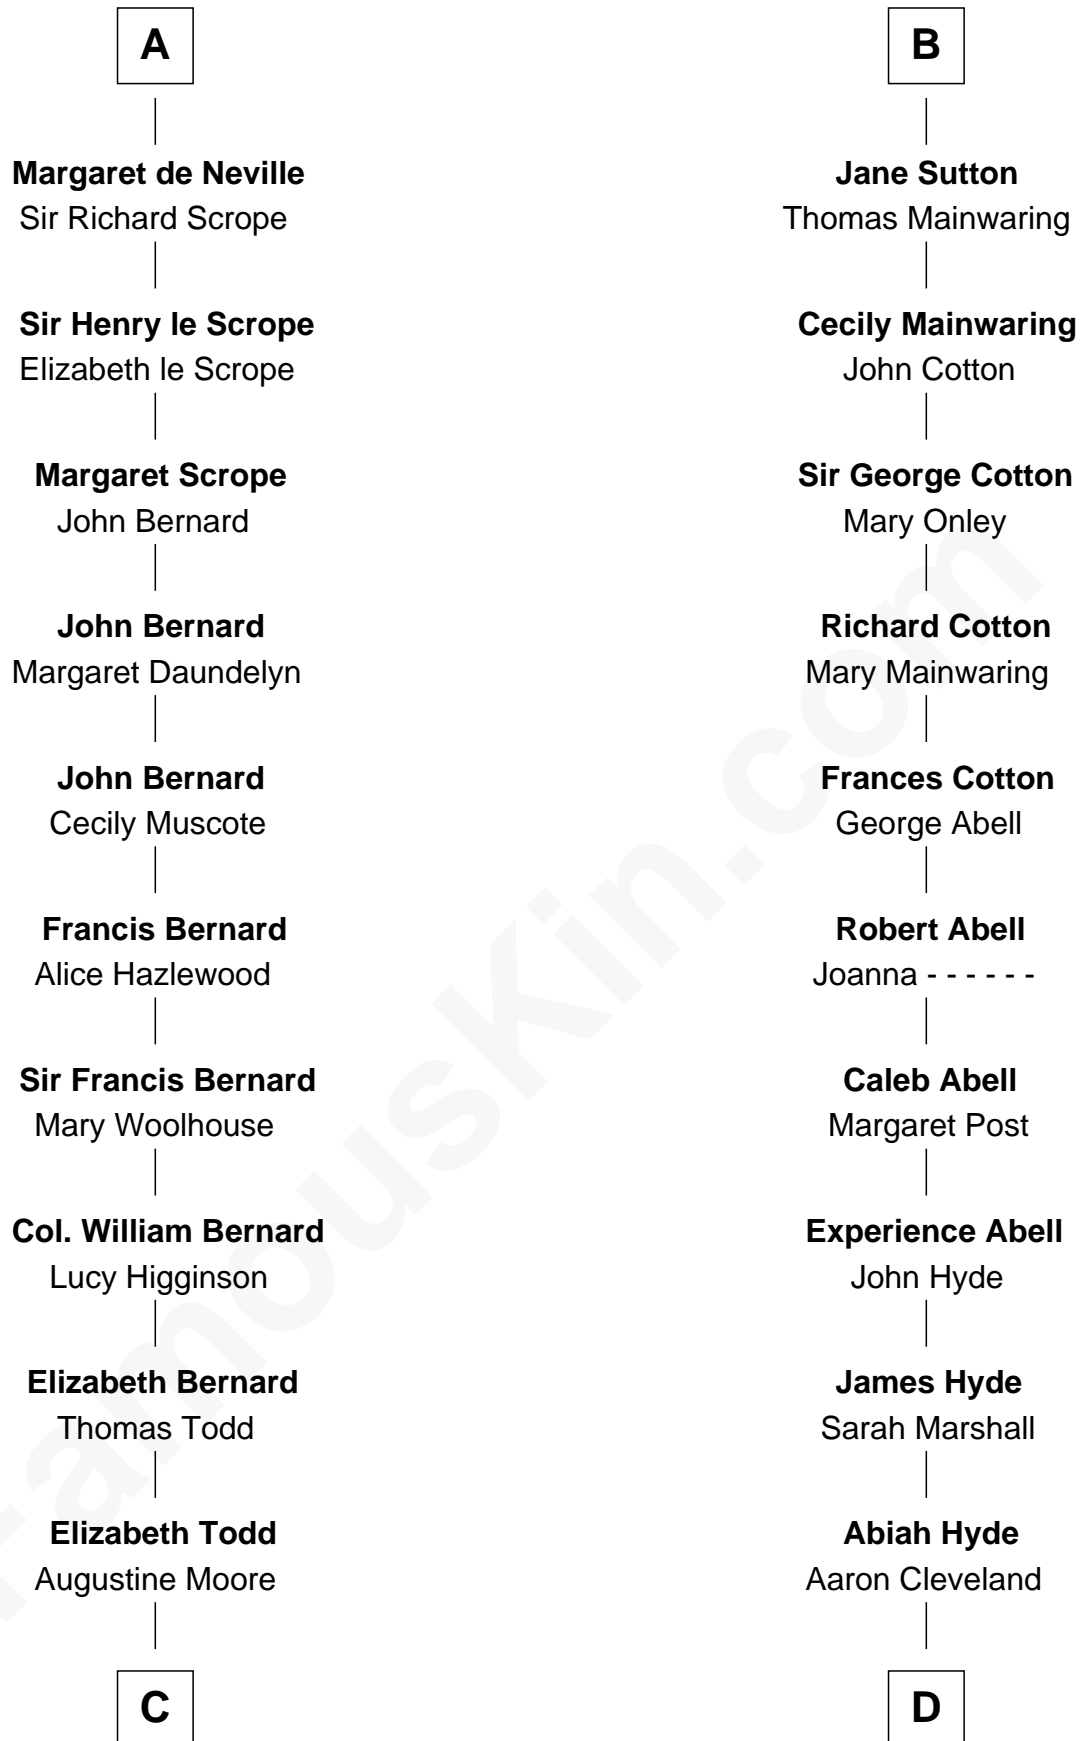 A
Margaret de Neville
Sir Richard Scrope
Sir Henry le Scrope
Elizabeth le Scrope
Margaret Scrope
John Bernard
John Bernard
Margaret Daundelyn
John Bernard
Cecily Muscote
Francis Bernard
Alice Hazlewood
Sir Francis Bernard
Mary Woolhouse
Col. William Bernard
Lucy Higginson
Elizabeth Bernard
Thomas Todd
Elizabeth Todd
Augustine Moore
C
B
Jane Sutton
Thomas Mainwaring
Cecily Mainwaring
John Cotton
Sir George Cotton
Mary Onley
Richard Cotton
Mary Mainwaring
Frances Cotton
George Abell
Robert Abell
Joanna - - - - - -
Caleb Abell
Margaret Post
Experience Abell
John Hyde
James Hyde
Sarah Marshall
Abiah Hyde
Aaron Cleveland
D
FamousKin.com